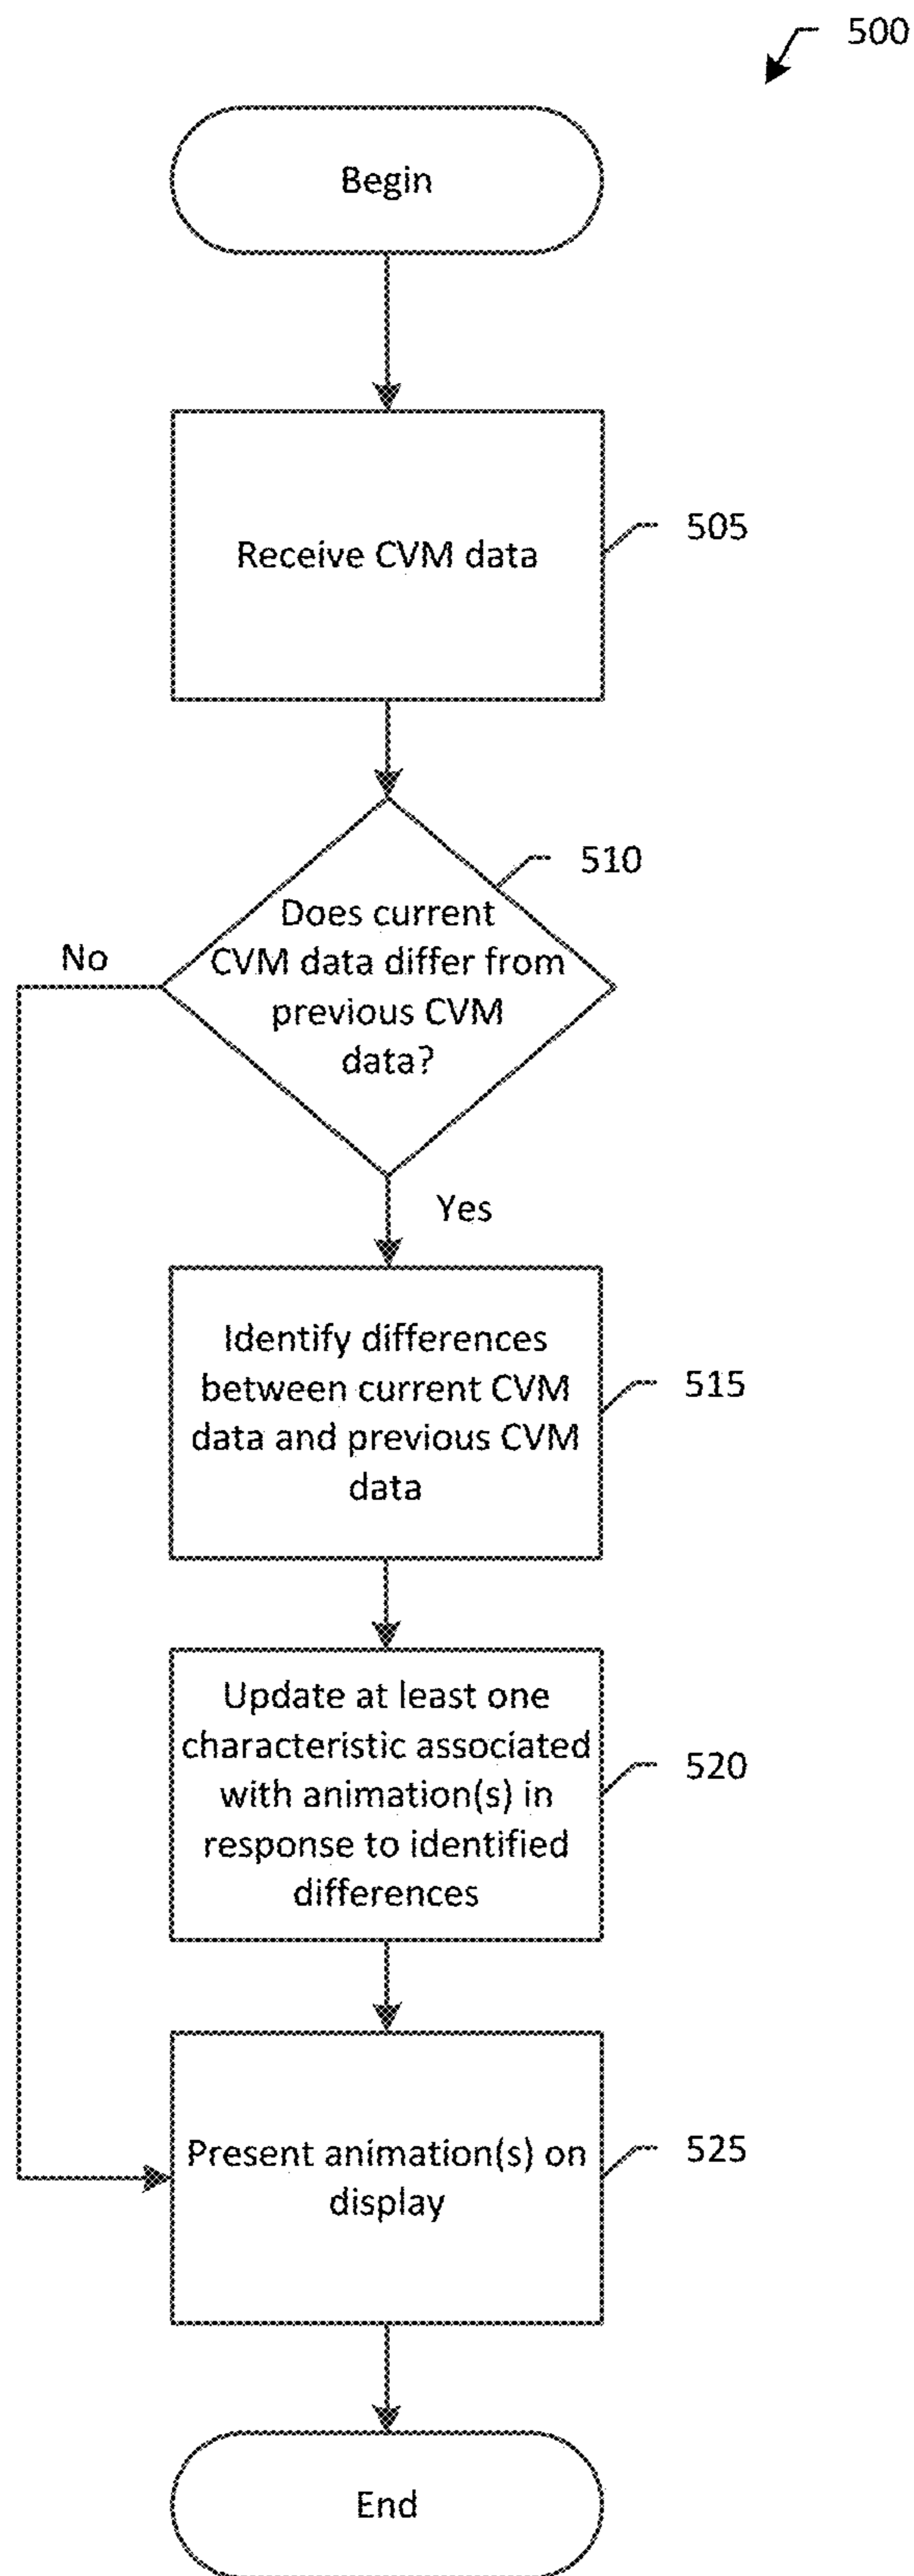 500
Begin
Receive CVM data
505
510
Does current
CVM data differ from
previous CVM
data?
No
Yes
Identify differences
between current CVM
data and previous CVM
data
515
Update at least one
characteristic associated
with animation(s) in
response to identified
differences
520
Present animation(s) on
display
525
End